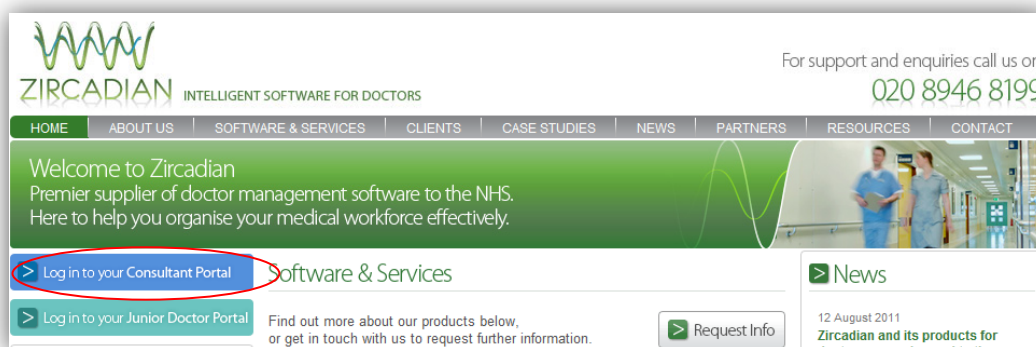 ZIRCADIAN INTELLIGENT SOFTWARE FOR DOCTORS
For support and enquiries call us on
020 8946 8199
HOME ABOUT US SOFTWARE & SERVICES CLIENTS CASE STUDIES NEWS PARTNERS RESOURCES CONTACT
Welcome to Zircadian
Premier supplier of doctor management software to the NHS.
Here to help you organise your medical workforce effectively.
> Log in to your Consultant Portal
> Log in to your Junior Doctor Portal
Software & Services
Find out more about our products below,
or get in touch with us to request further information.
> Request Info
> News
12 August 2011
Zircadian and its products for